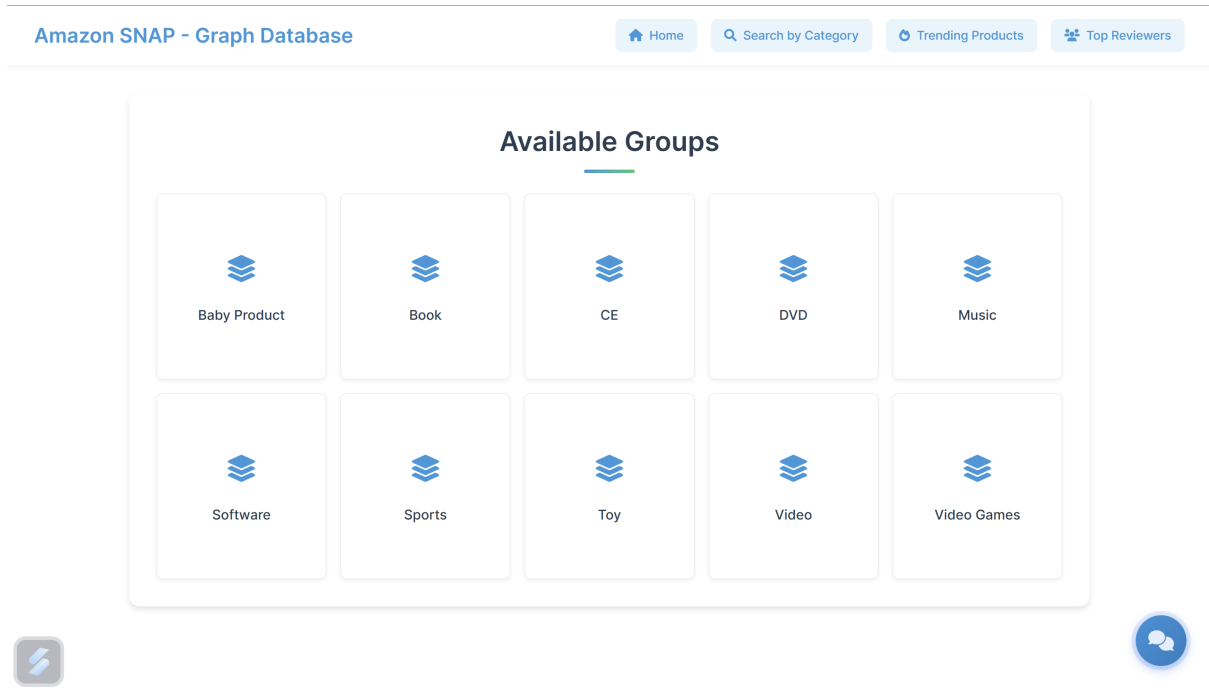 Amazon SNAP - Graph Database
Home
Search by Category
Trending Products
Top Reviewers
Available Groups
Baby Product
Book
CE
DVD
Music
Software
Sports
Toy
Video
Video Games